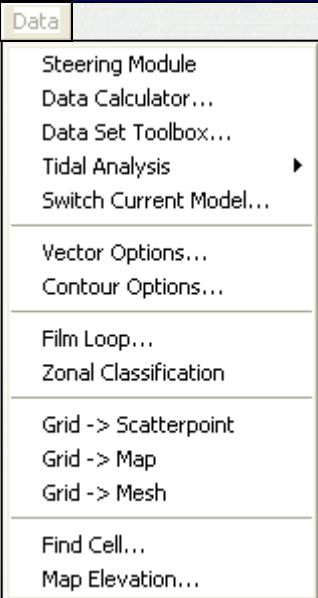 Data
Steering Module
Data Calculator...
Data Set Toolbox...
Tidal Analysis
Switch Current Model...
Vector Options...
Contour Options...
Film Loop...
Zonal Classification
Grid -> Scatterpoint
Grid -> Map
Grid -> Mesh
Find Cell...
Map Elevation...